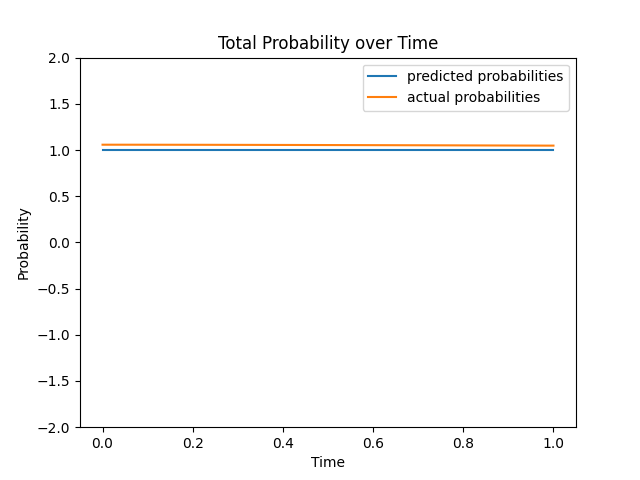 Total Probability over Time
predicted probabilities
actual probabilities
2.0
1.5
1.0
0.5
0.0
−0.5
−1.0
−1.5
−2.0
Probability
0.0 0.2 0.4 0.6 0.8 1.0
Time